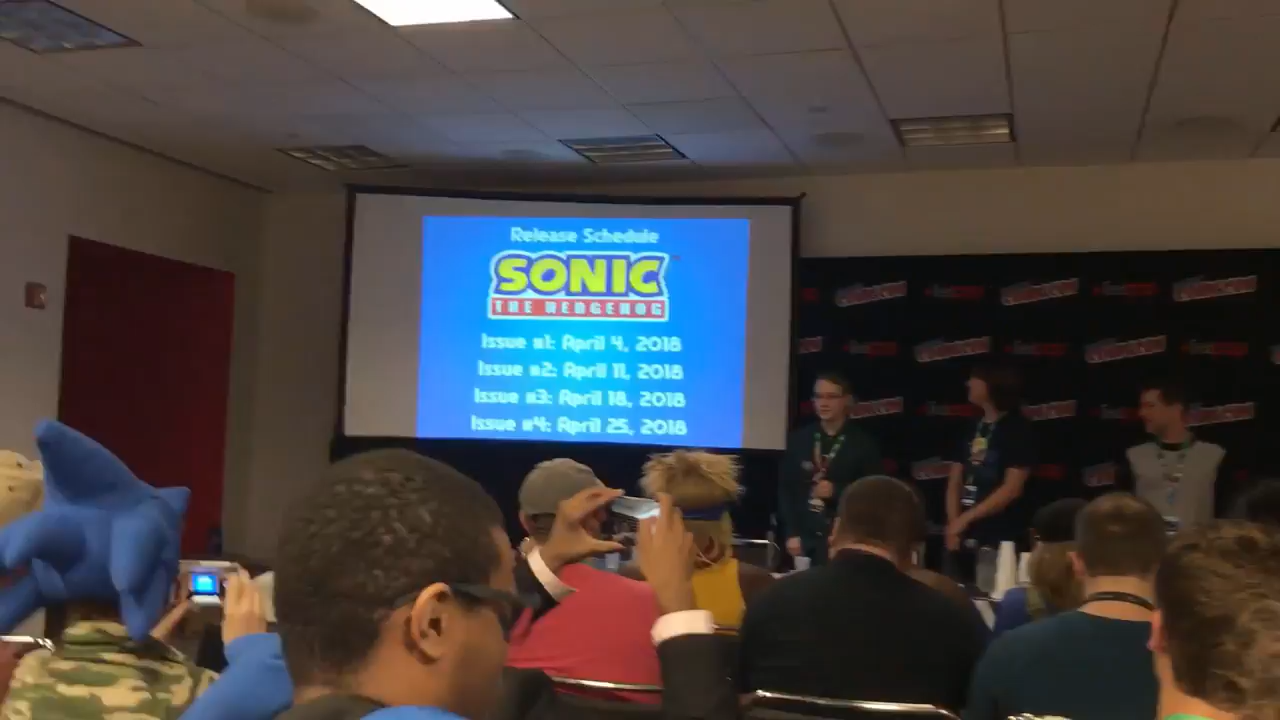 Release Schedule
SONIC
THE HEDGEHOG
Issue #1: April 4, 2018
Issue #2: April 11, 2018
Issue #3: April 18, 2018
Issue #4: April 25, 2018